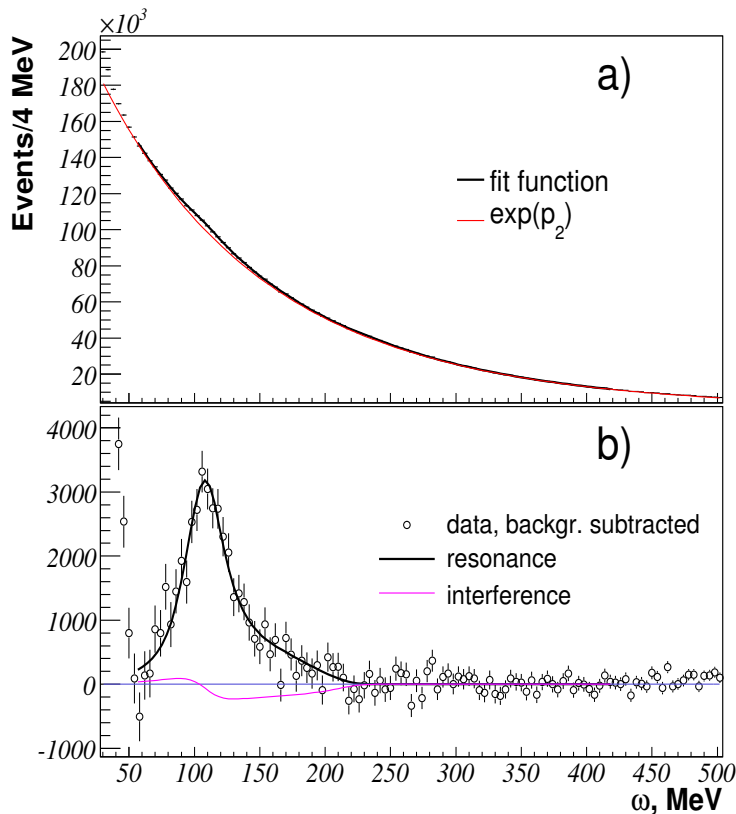 ×10³
200
180
160
140
120
100
80
60
40
20
Events/4 MeV
a)
fit function
exp(p₂)
b)
4000
3000
2000
1000
0
-1000
data, backgr. subtracted
resonance
interference
50 100 150 200 250 300 350 400 450 500
ω, MeV